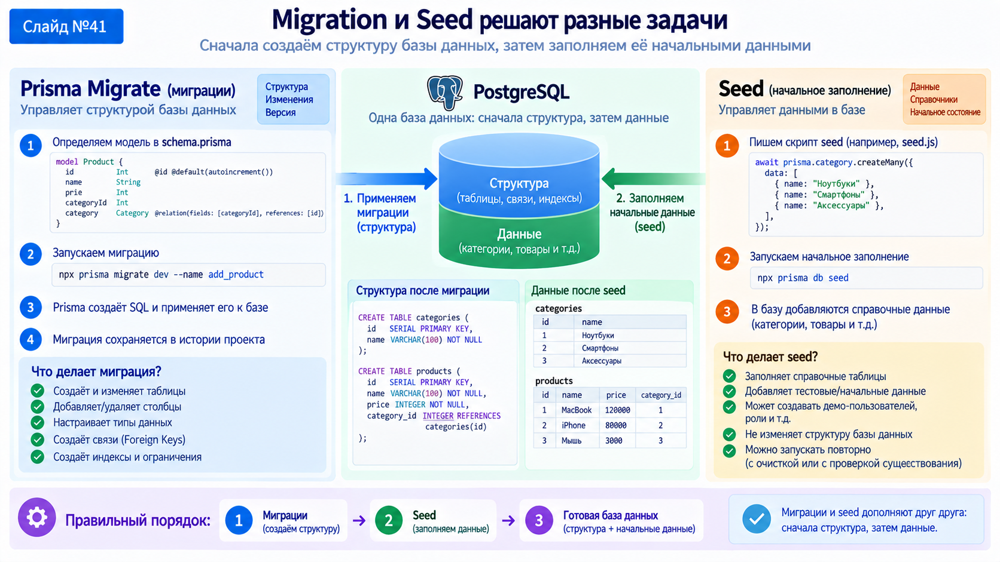 Слайд №41
Migration и Seed решают разные задачи
Сначала создаём структуру базы данных, затем заполняем её начальными данными
Prisma Migrate (миграции)
Управляет структурой базы данных
Структура
Изменения
Версия
1 Определяем модель в schema.prisma
model Product {
id Int @id @default(autoincrement())
name String
prie Int
categoryId Int
category Category @relation(fields: [categoryId], references: [id])
}
2 Запускаем миграцию
npx prisma migrate dev --name add_product
3 Prisma создаёт SQL и применяет его к базе
4 Миграция сохраняется в истории проекта
Что делает миграция?
Создаёт и изменяет таблицы
Добавляет/удаляет столбцы
Настраивает типы данных
Создаёт связи (Foreign Keys)
Создаёт индексы и ограничения
PostgreSQL
Одна база данных: сначала структура, затем данные
1. Применяем
миграции
(структура)
Структура
(таблицы, связи, индексы)
Данные
(категории, товары и т.д.)
2. Заполняем
начальные данные
(seed)
Структура после миграции
CREATE TABLE categories (
id SERIAL PRIMARY KEY,
name VARCHAR(100) NOT NULL
);
CREATE TABLE products (
id SERIAL PRIMARY KEY,
name VARCHAR(100) NOT NULL,
price INTEGER NOT NULL,
category_id INTEGER REFERENCES
categories(id)
);
Данные после seed
categories
id name
1 Ноутбуки
2 Смартфоны
3 Аксессуары
products
id name price category_id
1 MacBook 120000 1
2 iPhone 80000 2
3 Мышь 3000 3
Seed (начальное заполнение)
Управляет данными в базе
Данные
Справочники
Начальное состояние
1 Пишем скрипт seed (например, seed.js)
await prisma.category.createMany({
data: [
{ name: "Ноутбуки" },
{ name: "Смартфоны" },
{ name: "Аксессуары" },
],
});
2 Запускаем начальное заполнение
npx prisma db seed
3 В базу добавляются справочные данные
(категории, товары и т.д.)
Что делает seed?
Заполняет справочные таблицы
Добавляет тестовые/начальные данные
Может создавать демо-пользователей,
роли и т.д.
Не изменяет структуру базы данных
Можно запускать повторно
(с очисткой или с проверкой существования)
Правильный порядок:
1 Миграции
(создаём структуру)
2 Seed
(заполняем данные)
3 Готовая база данных
(структура + начальные данные)
Миграции и seed дополняют друг друга:
сначала структура, затем данные.